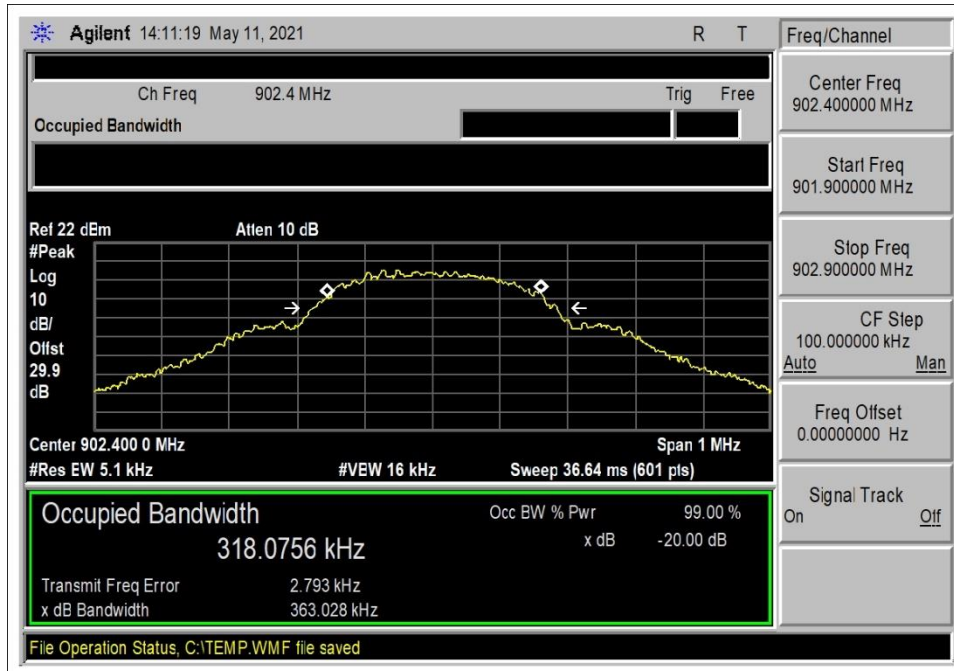 Agilent 14:11:19 May 11, 2021 R T
Freq/Channel
Ch Freq 902.4 MHz Trig Free
Occupied Bandwidth
Center Freq
902.400000 MHz
Start Freq
901.900000 MHz
Stop Freq
902.900000 MHz
CF Step
100.000000 kHz
Auto Man
Freq Offset
0.00000000 Hz
Signal Track
On Off
Ref 22 dBm Atten 10 dB
#Peak
Log
10
dB/
Offst
29.9
dB
Center 902.400 0 MHz Span 1 MHz
#Res EW 5.1 kHz #VEW 16 kHz Sweep 36.64 ms (601 pts)
Occupied Bandwidth Occ BW % Pwr 99.00 %
318.0756 kHz x dB -20.00 dB
Transmit Freq Error 2.793 kHz
x dB Bandwidth 363.028 kHz
File Operation Status, C:\TEMP.WMF file saved